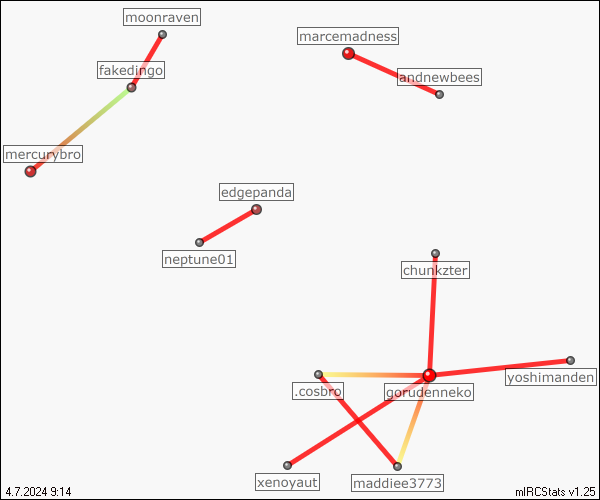 moonraven
marcemadness
fakedingo
andnewbees
mercurybro
edgepanda
neptune01
chunkzter
yoshimanden
.cosbro
gorudenneko
xenoyaut
maddiee3773
4.7.2024 9:14
mIRCStats v1.25